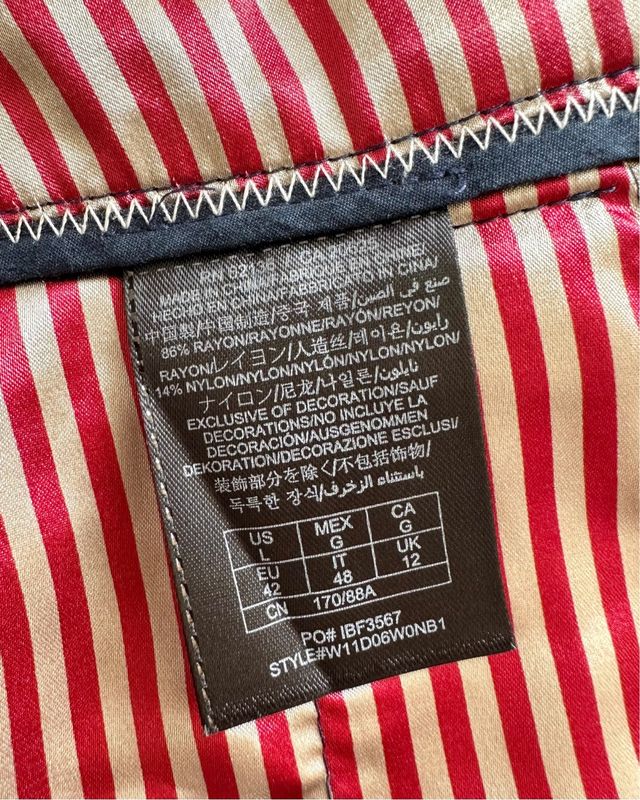 MADE IN CHINA/FABRIQUE EN CHINE/
HECHO EN CHINA/FABBRICATO IN CINA/
中国製/中国制造/중국 제품/صنع في الصين
86% RAYON/RAYONNE/RAYÓN/REYON/
RAYON/レイヨン/人造丝/레이온/رايون
14% NYLON/NYLON/NYLON/NYLON/NYLON/
ナイロン/尼龙/나일론/نايلون
EXCLUSIVE OF DECORATION/SAUF
DECORATIONS/NO INCLUYE LA
DECORACIÓN/AUSGENOMMEN
DEKORATION/DECORAZIONE ESCLUSI/
装飾部分を除く/不包括饰物/
독특한 장식/باستثناء الزخرف
US L MEX G CA G
EU 42 IT 48 UK 12
CN 170/88A
PO# IBF3567
STYLE#W11D06W0NB1